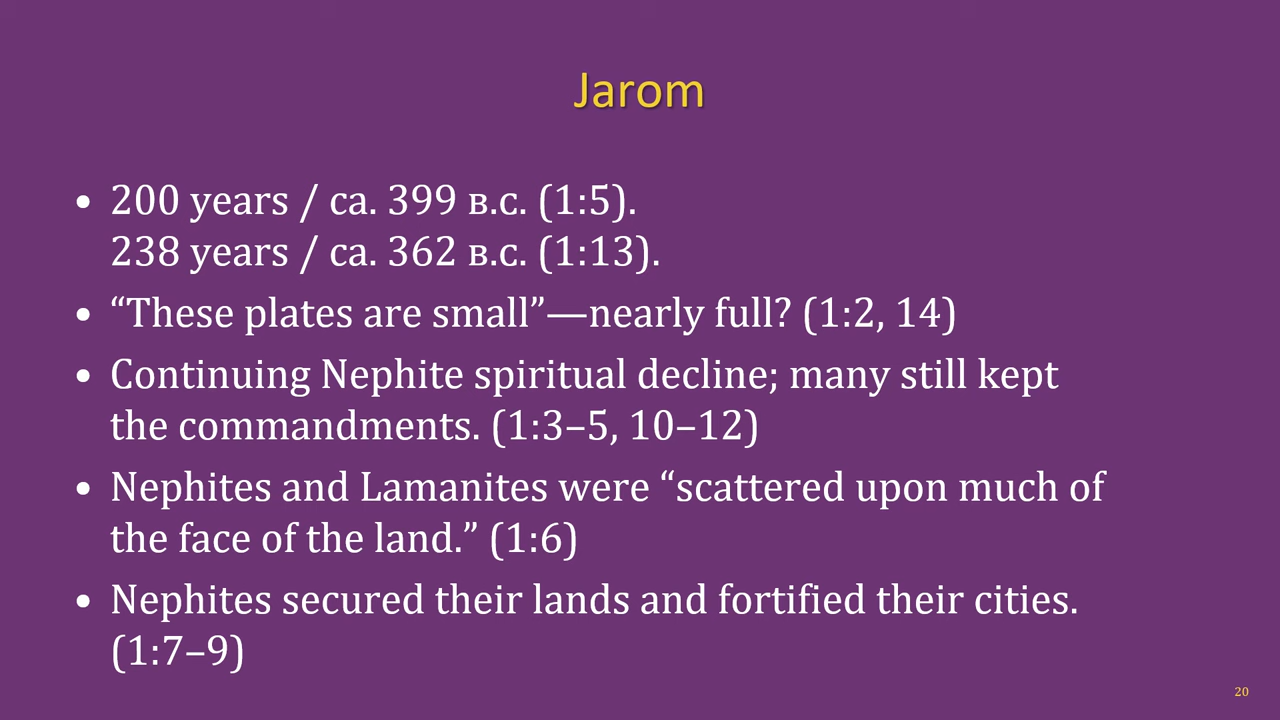 Jarom
• 200 years / ca. 399 B.C. (1:5).
238 years / ca. 362 B.C. (1:13).
• “These plates are small”—nearly full? (1:2, 14)
• Continuing Nephite spiritual decline; many still kept
the commandments. (1:3–5, 10–12)
• Nephites and Lamanites were “scattered upon much of
the face of the land.” (1:6)
• Nephites secured their lands and fortified their cities.
(1:7–9)
20